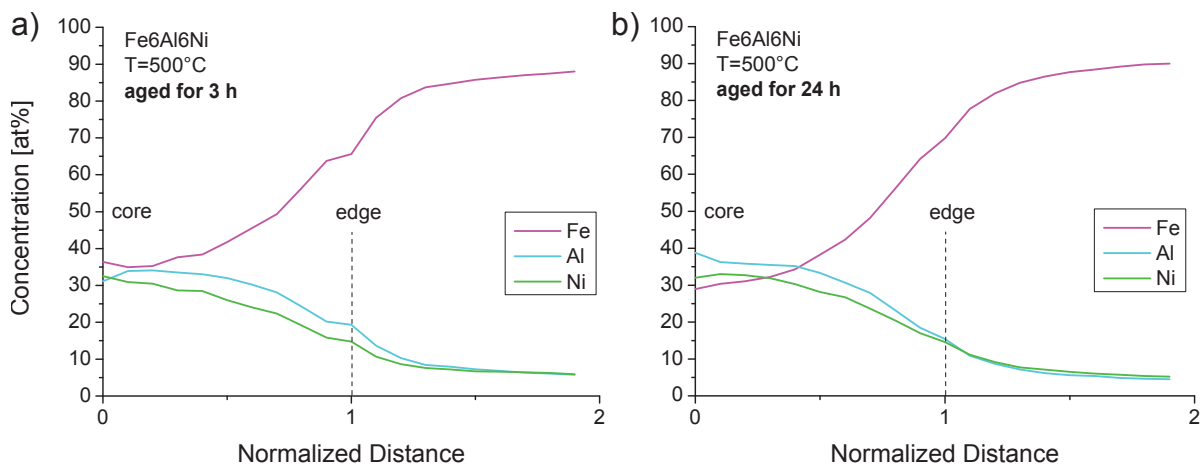 a)
Fe6Al6Ni
T=500°C
aged for 3 h
Concentration [at%]
100
90
80
70
60
50
40
30
20
10
0
core
edge
Fe
Al
Ni
0
1
2
Normalized Distance
b)
Fe6Al6Ni
T=500°C
aged for 24 h
100
90
80
70
60
50
40
30
20
10
0
core
edge
Fe
Al
Ni
0
1
2
Normalized Distance